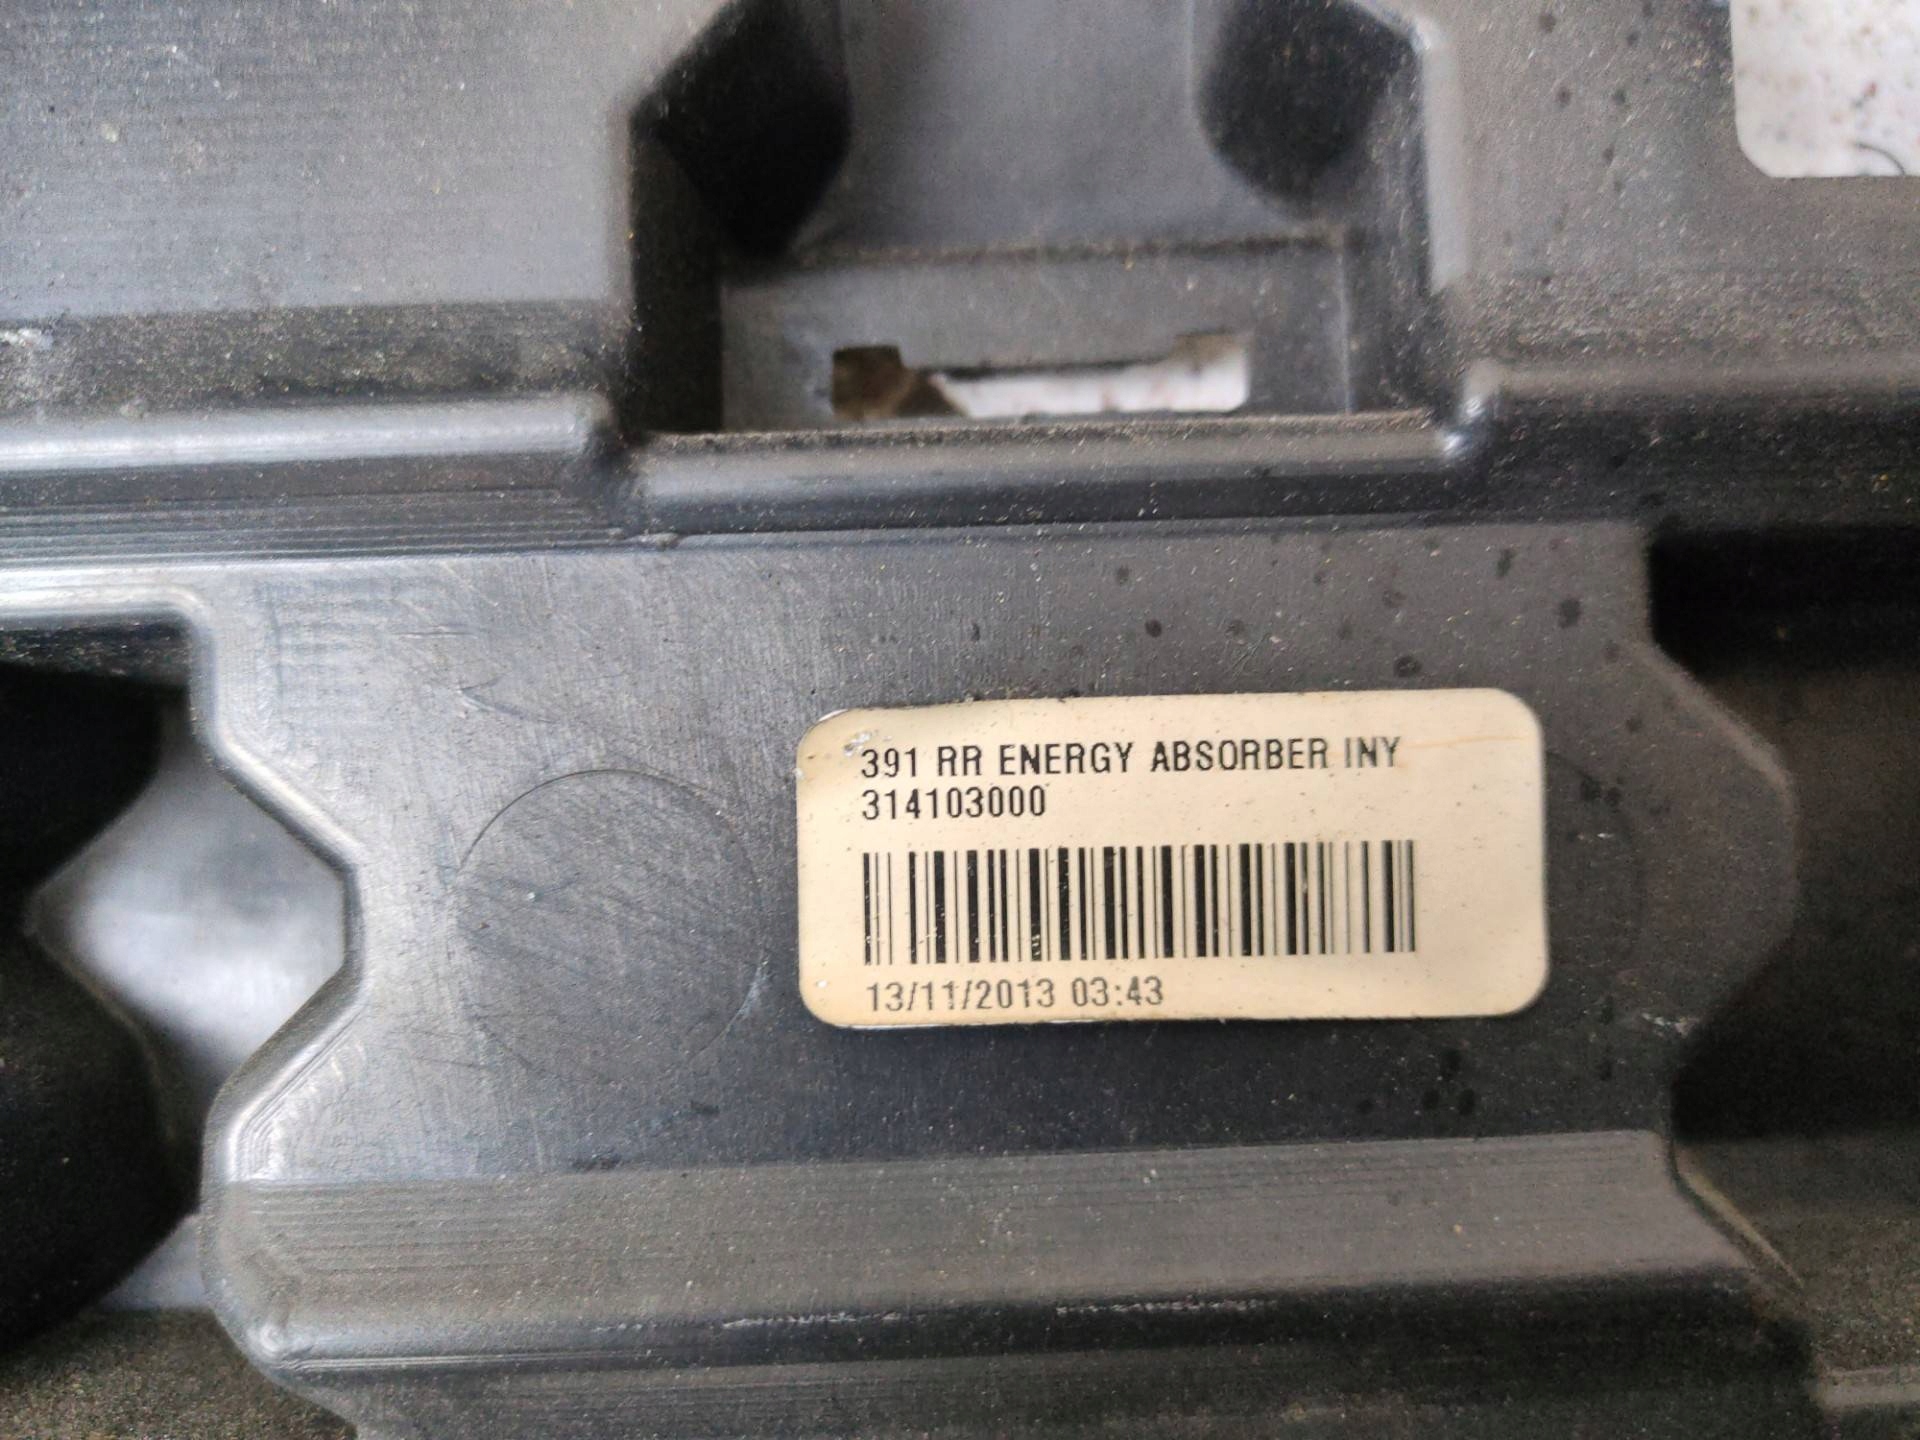 391 RR ENERGY ABSORBER INY
314103000
13/11/2013 03:43